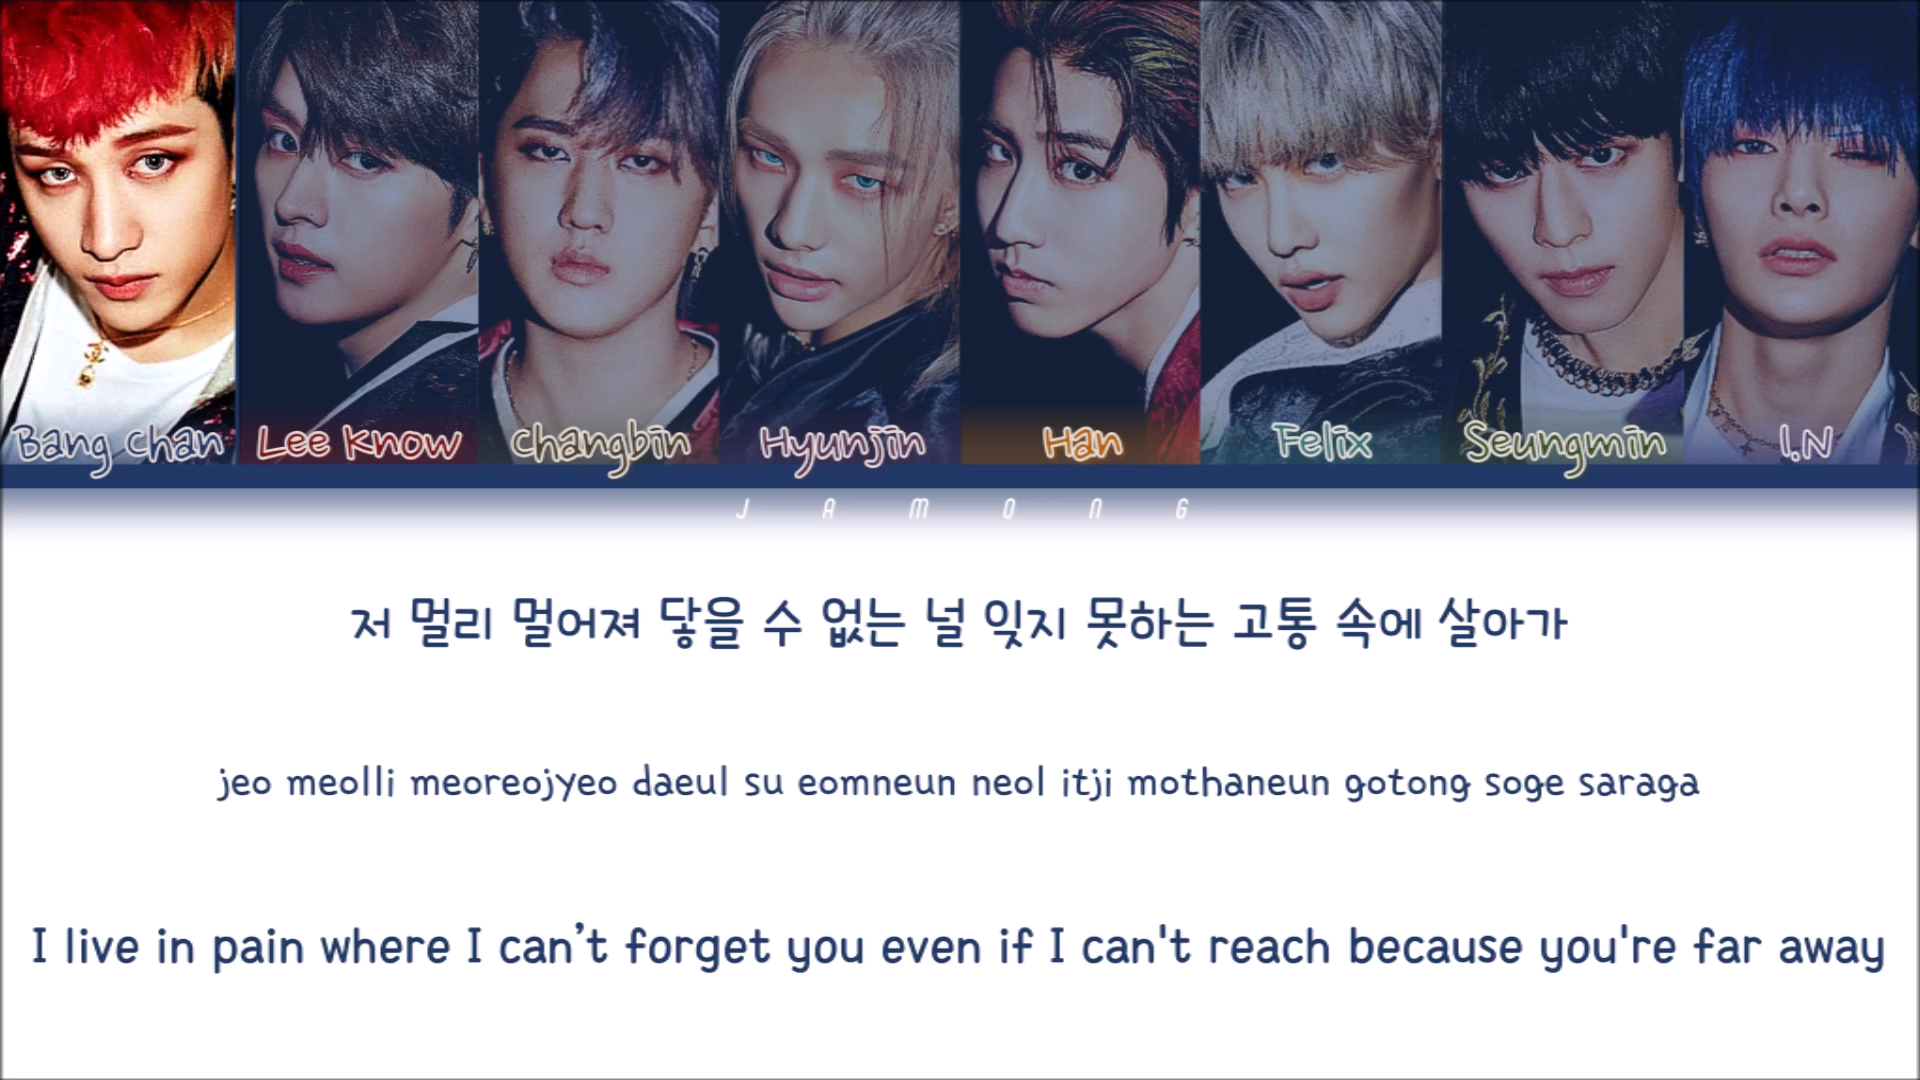 Bang Chan Lee Know Changbin Hyunjin Han Felix Seungmin I.N
JAMONG
저 멀리 멀어져 닿을 수 없는 널 잊지 못하는 고통 속에 살아가
jeo meolli meoreojyeo daeul su eomneun neol itji mothaneun gotong soge saraga
I live in pain where I can’t forget you even if I can't reach because you're far away